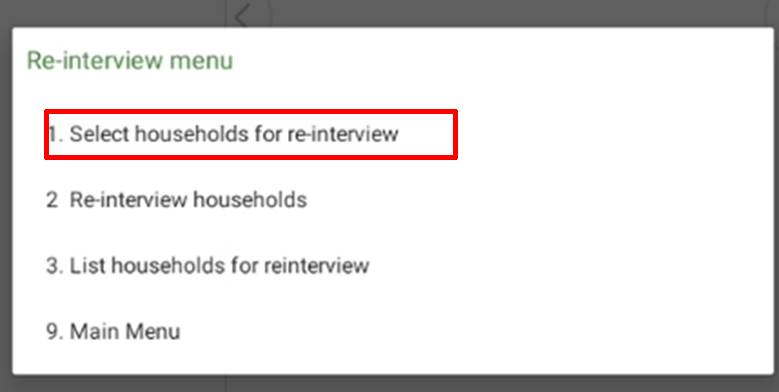 Re-interview menu
1. Select households for re-interview
2 Re-interview households
3. List households for reinterview
9. Main Menu